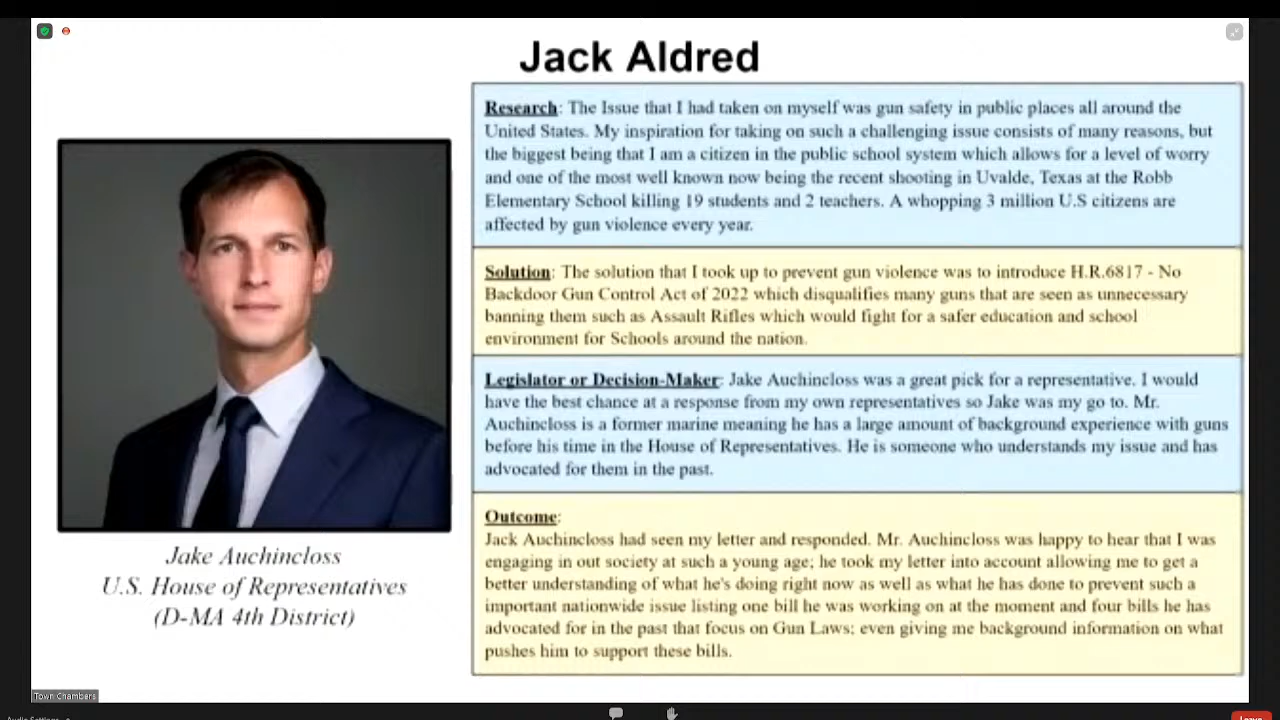 Jack Aldred
Research: The Issue that I had taken on myself was gun safety in public places all around the
United States. My inspiration for taking on such a challenging issue consists of many reasons, but
the biggest being that I am a citizen in the public school system which allows for a level of worry
and one of the most well known now being the recent shooting in Uvalde, Texas at the Robb
Elementary School killing 19 students and 2 teachers. A whopping 3 million U.S citizens are
affected by gun violence every year.
Solution: The solution that I took up to prevent gun violence was to introduce H.R.6817 - No
Backdoor Gun Control Act of 2022 which disqualifies many guns that are seen as unnecessary
banning them such as Assault Rifles which would fight for a safer education and school
environment for Schools around the nation.
Legislator or Decision-Maker: Jake Auchincloss was a great pick for a representative. I would
have the best chance at a response from my own representatives so Jake was my go to. Mr.
Auchincloss is a former marine meaning he has a large amount of background experience with guns
before his time in the House of Representatives. He is someone who understands my issue and has
advocated for them in the past.
Outcome:
Jack Auchincloss had seen my letter and responded. Mr. Auchincloss was happy to hear that I was
engaging in out society at such a young age; he took my letter into account allowing me to get a
better understanding of what he's doing right now as well as what he has done to prevent such a
important nationwide issue listing one bill he was working on at the moment and four bills he has
advocated for in the past that focus on Gun Laws; even giving me background information on what
pushes him to support these bills.
Jake Auchincloss
U.S. House of Representatives
(D-MA 4th District)
Town Chambers